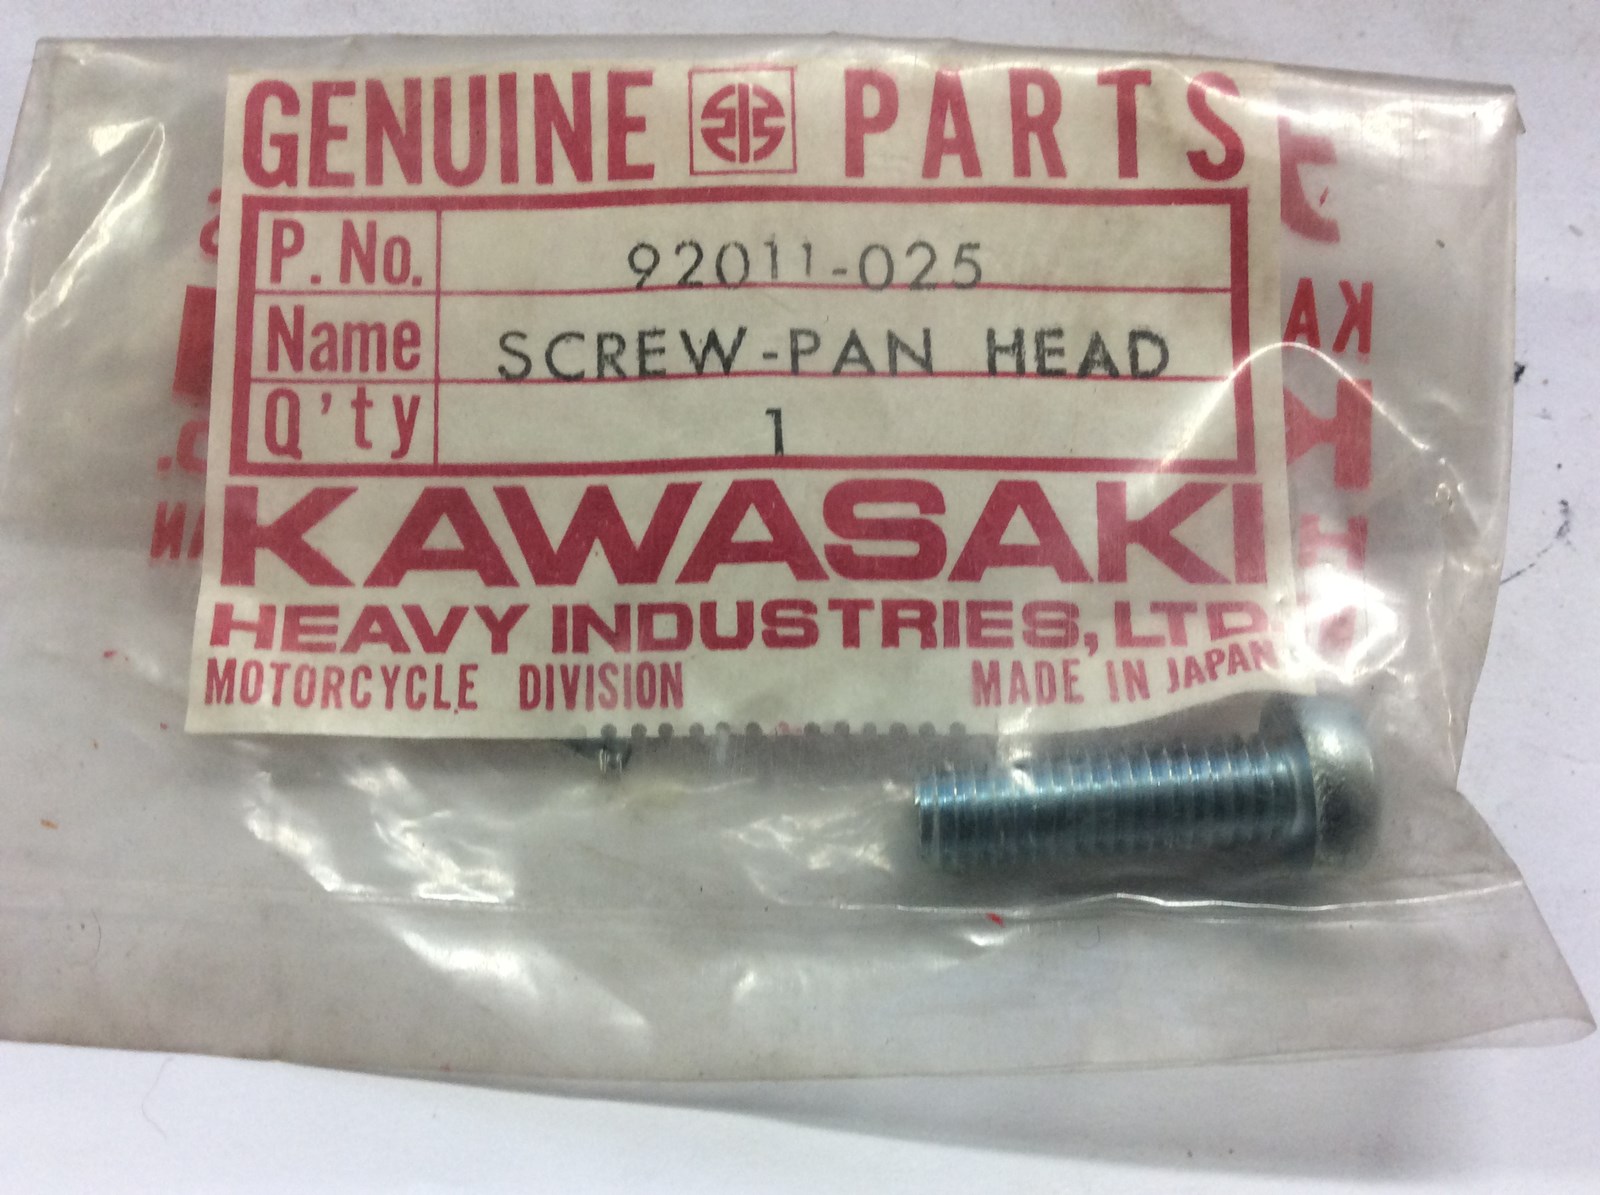 GENUINE PARTS
P. No. 92011-025
Name SCREW-PAN HEAD
Q'ty 1
KAWASAKI
HEAVY INDUSTRIES, LTD.
MOTORCYCLE DIVISION MADE IN JAPAN